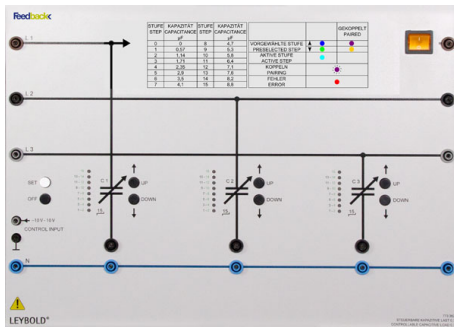 Feedback
STUFE STEP KAPAZITÄT CAPACITANCE µF STUFE STEP KAPAZITÄT CAPACITANCE µF
0 0 8 4,7
1 0,57 9 5,3
2 1,14 10 5,8
3 1,71 11 6,4
4 2,35 12 7,1
5 2,9 13 7,6
6 3,5 14 8,2
7 4,1 15 8,8
GEKOPPELT PAIRED
VORGEWÄHLTE STUFE
PRESELECTED STEP
AKTIVE STUFE
ACTIVE STEP
KOPPELN
PAIRING
FEHLER
ERROR
L 1
L 2
L 3
C 1 UP
DOWN
15
C 2 UP
DOWN
15
C 3 UP
DOWN
15
SET
OFF
CONTROL INPUT
N
LEYBOLD®